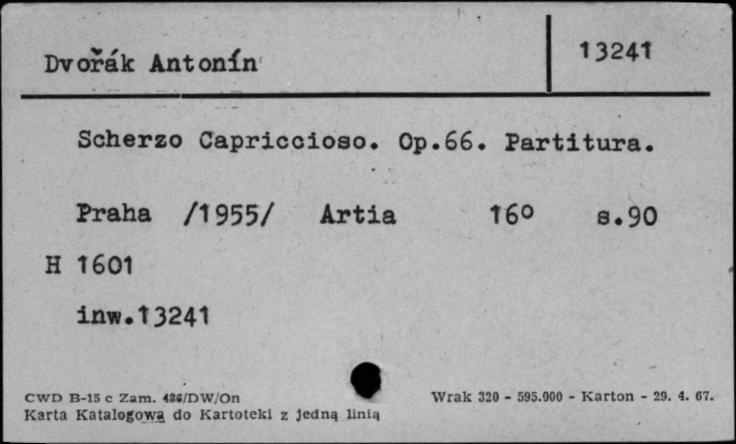 Dvořák Antonín
13241
Scherzo Capriccioso. Op.66. Partitura.
Praha /1955/ Artia 16o s.90
H 1601
inw.13241
CWD B-15 c Zam. 486/DW/On
Wrak 320 - 595.000 - Karton - 29. 4. 67.
Karta Katalogowa do Kartoteki z jedną linią